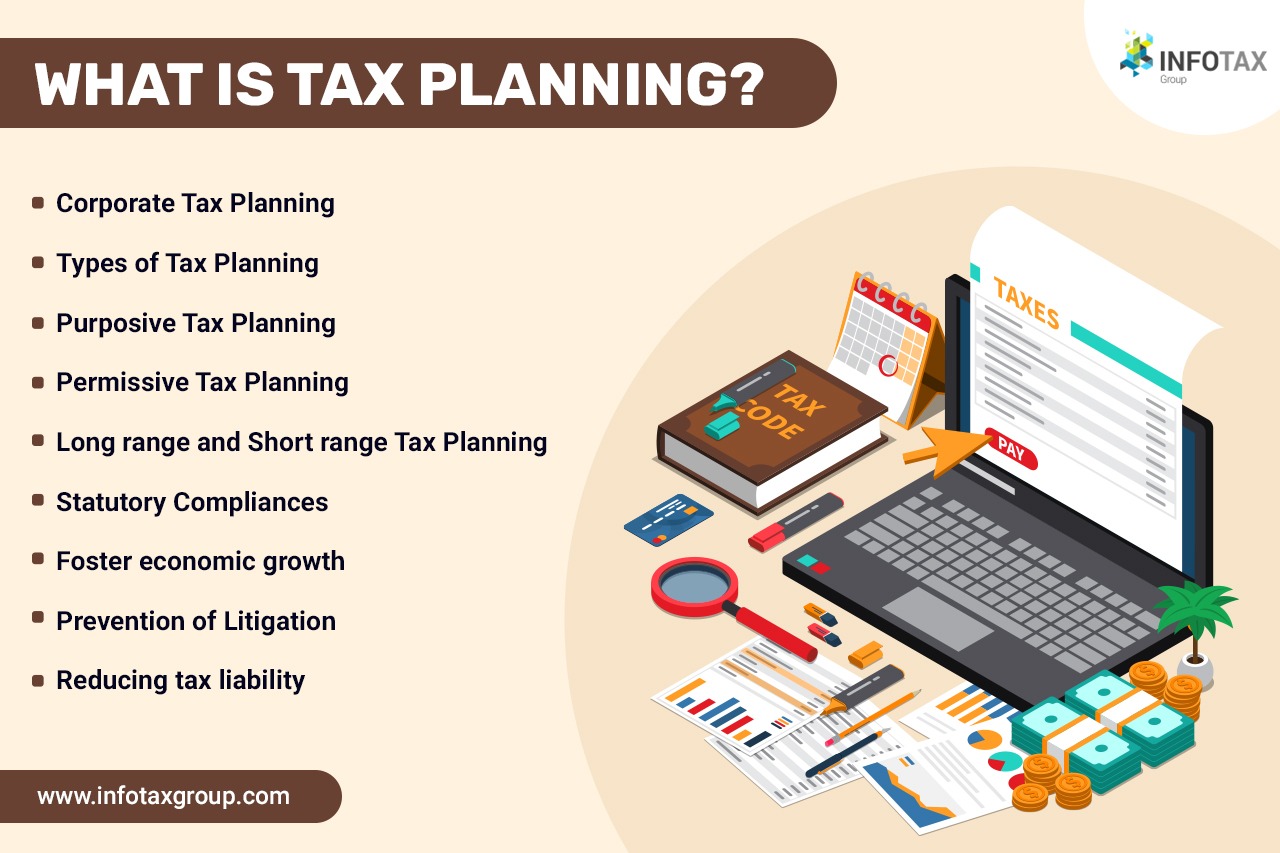 WHAT IS TAX PLANNING?
INFOTAX
Group
Corporate Tax Planning
Types of Tax Planning
Purposive Tax Planning
Permissive Tax Planning
Long range and Short range Tax Planning
Statutory Compliances
Foster economic growth
Prevention of Litigation
Reducing tax liability
TAXES
TAX
CODE
PAY
www.infotaxgroup.com